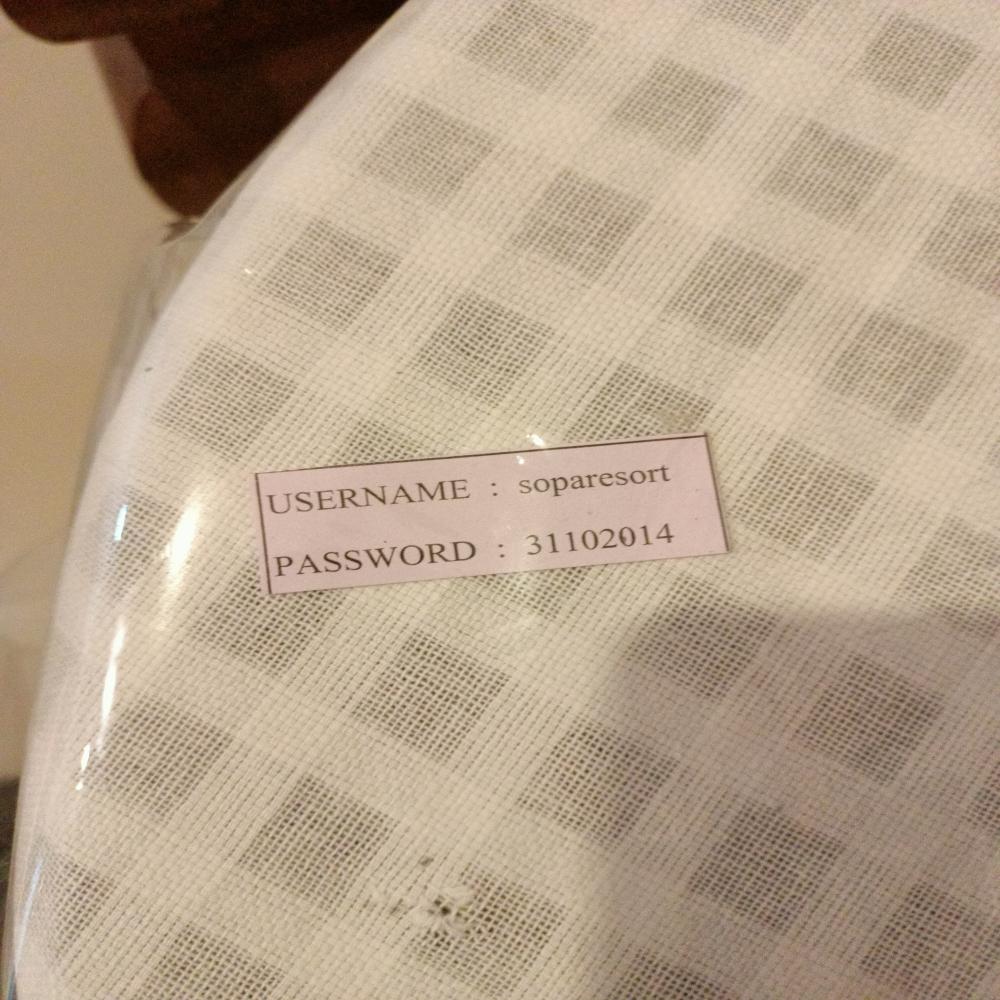 USERNAME : soparesort
PASSWORD : 31102014